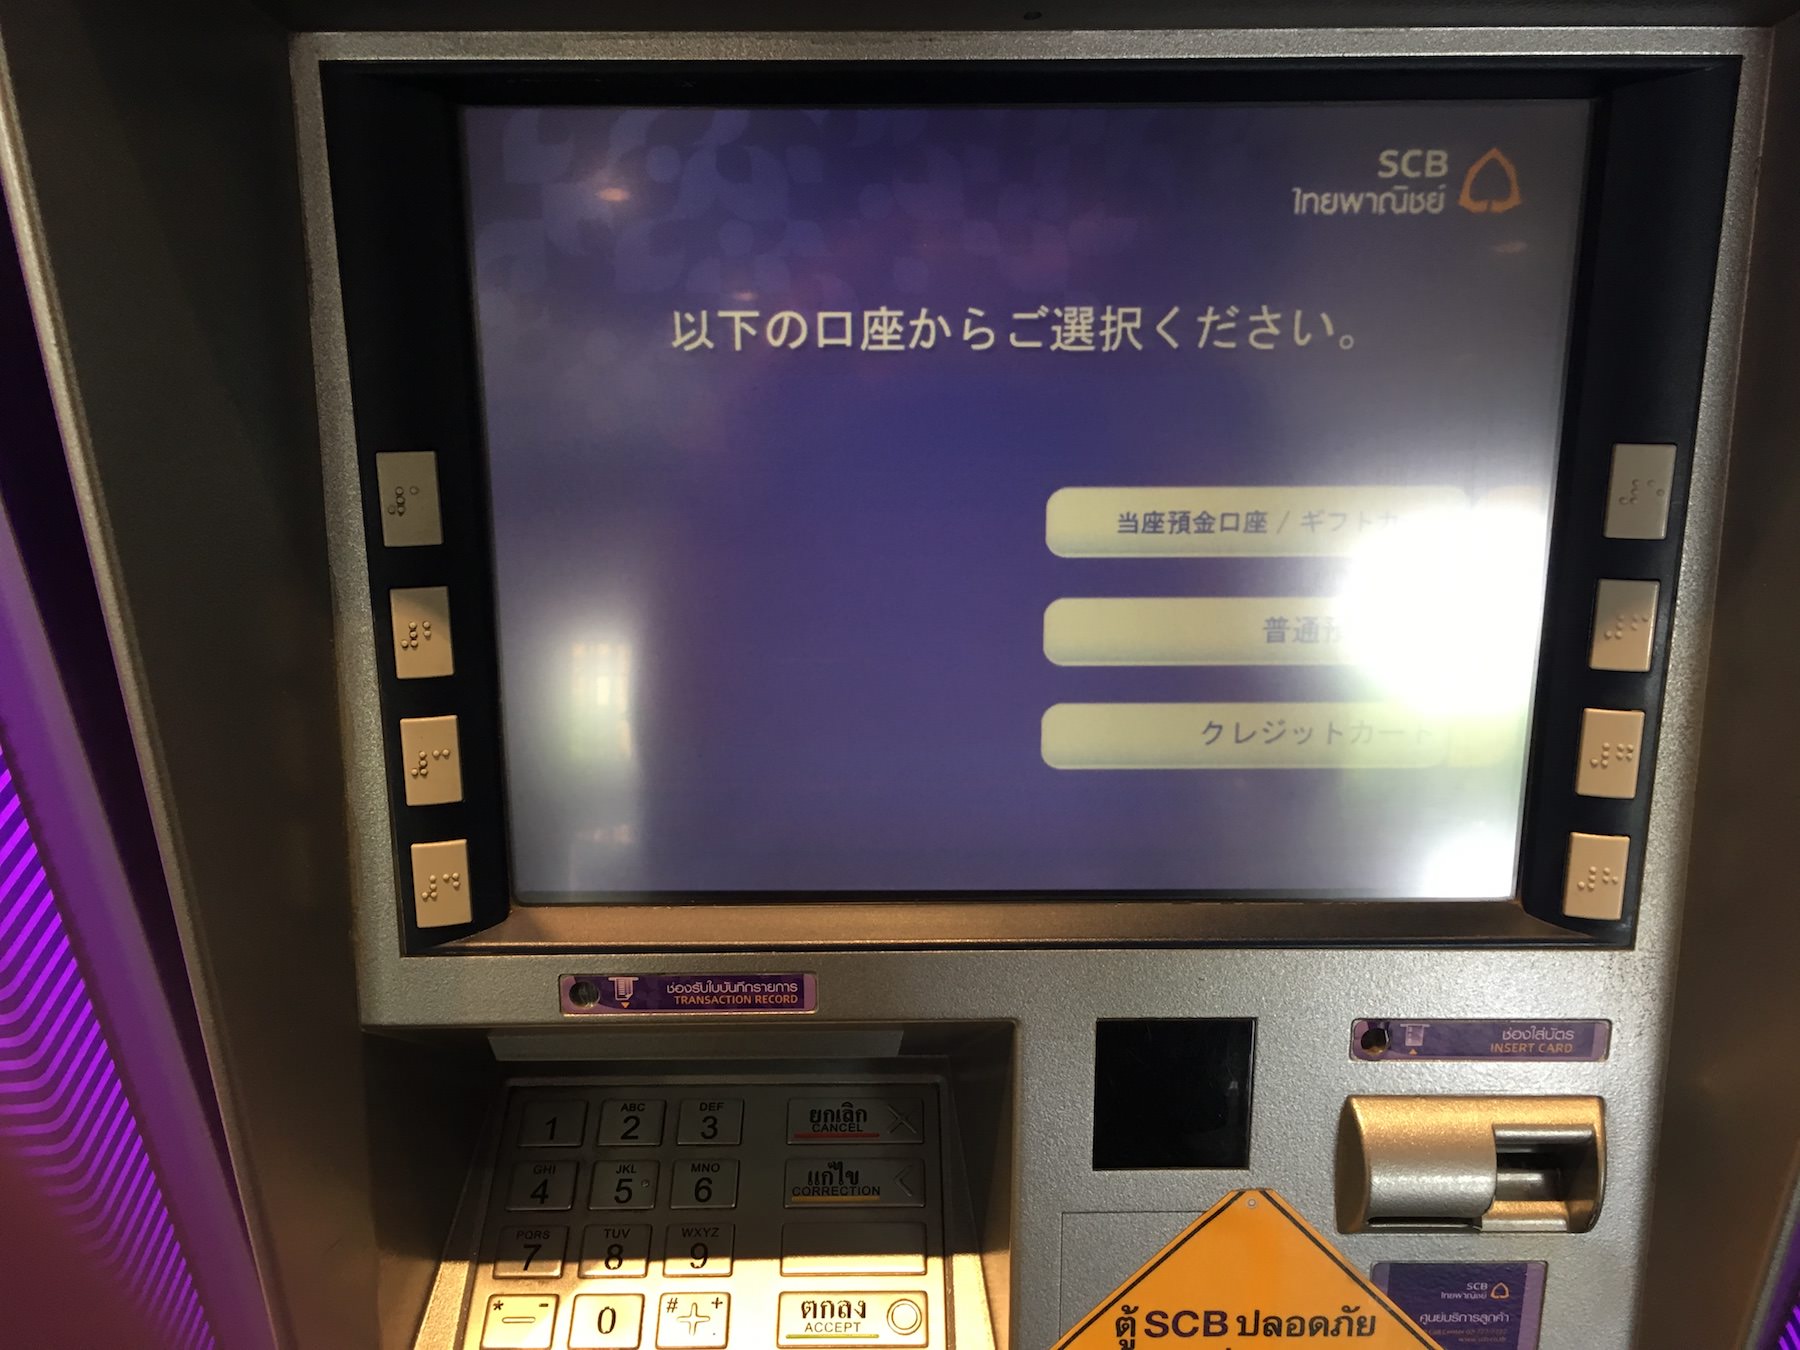 SCB
ไทยพาณิชย์
以下の口座からご選択ください。
当座預金口座 / ギフトカ
普通預
クレジットカード
ช่องรับใบบันทึกรายการ
TRANSACTION RECORD
ช่องใส่บัตร
INSERT CARD
1
ABC
2
DEF
3
ยกเลิก
CANCEL
GHI
4
JKL
5
MNO
6
แก้ไข
CORRECTION
PQRS
7
TUV
8
WXYZ
9
* -
0
# +
ตกลง
ACCEPT
ตู้ SCB ปลอดภัย
SCB
ไทยพาณิชย์
ศูนย์บริการลูกค้า